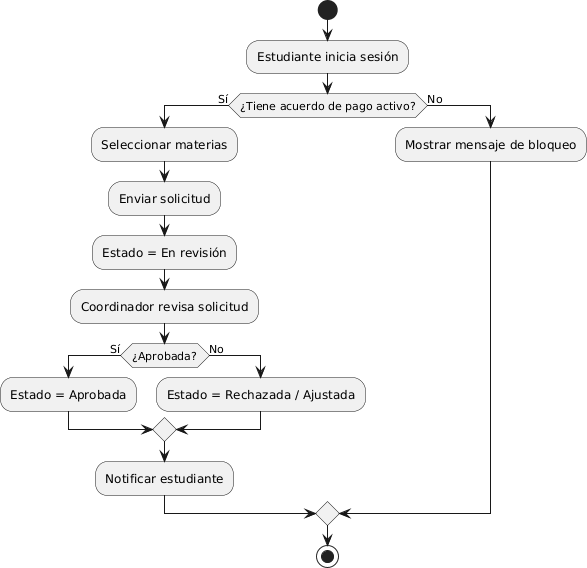 Estudiante inicia sesión
Sí
¿Tiene acuerdo de pago activo?
No
Seleccionar materias
Mostrar mensaje de bloqueo
Enviar solicitud
Estado = En revisión
Coordinador revisa solicitud
Sí
¿Aprobada?
No
Estado = Aprobada
Estado = Rechazada / Ajustada
Notificar estudiante